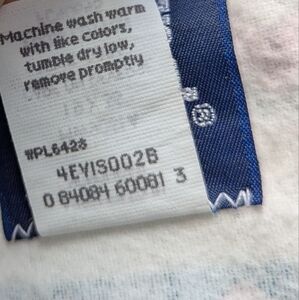 Machine wash warm
with like colors,
tumble dry low,
remove promptly
#PL6428
4EYIS002B
0 84084 60081 3
®